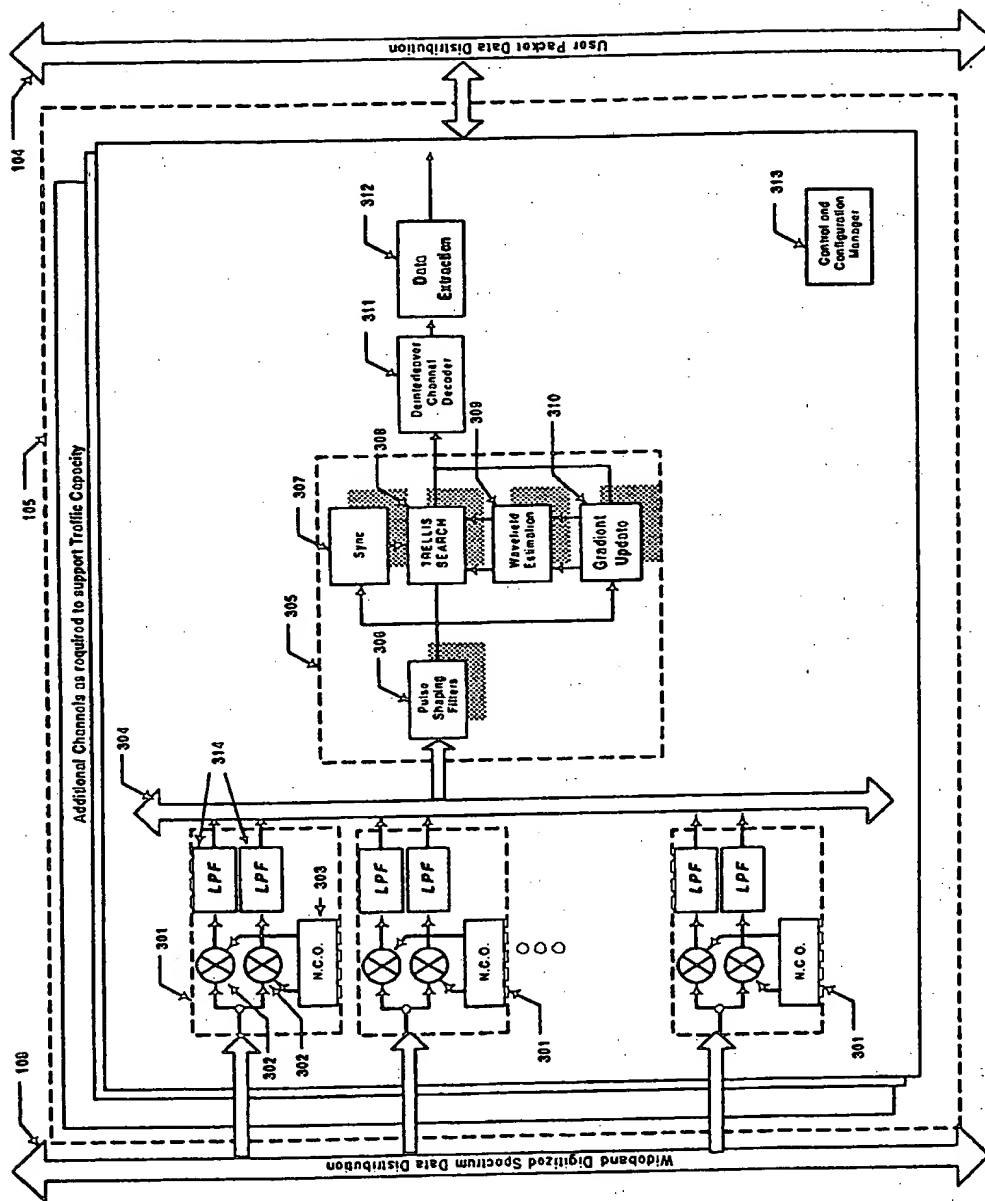 Wideband Digitized Spectrum Data Distribution
105
Additional Channels as required to support Traffic Capacity
104
User Packet Data Distribution
301
302
302
LPF
LPF
314
N.C.O.
303
304
LPF
LPF
N.C.O.
301
LPF
LPF
N.C.O.
301
305
306
Pulse
Shaping
Filters
307
Sync
308
TRELLIS
SEARCH
309
Wavefield
Estimation
310
Gradient
Update
311
Deinterleaver
Channel
Decoder
312
Data
Extraction
313
Control and
Configuration
Manager